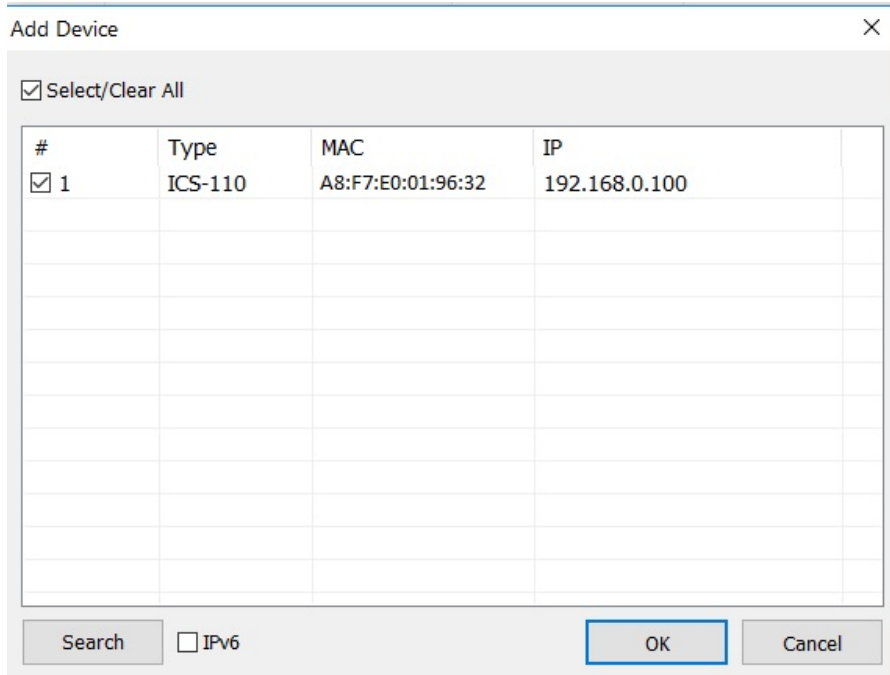 Add Device
Select/Clear All
# Type MAC IP
1 ICS-110 A8:F7:E0:01:96:32 192.168.0.100
Search IPv6 OK Cancel